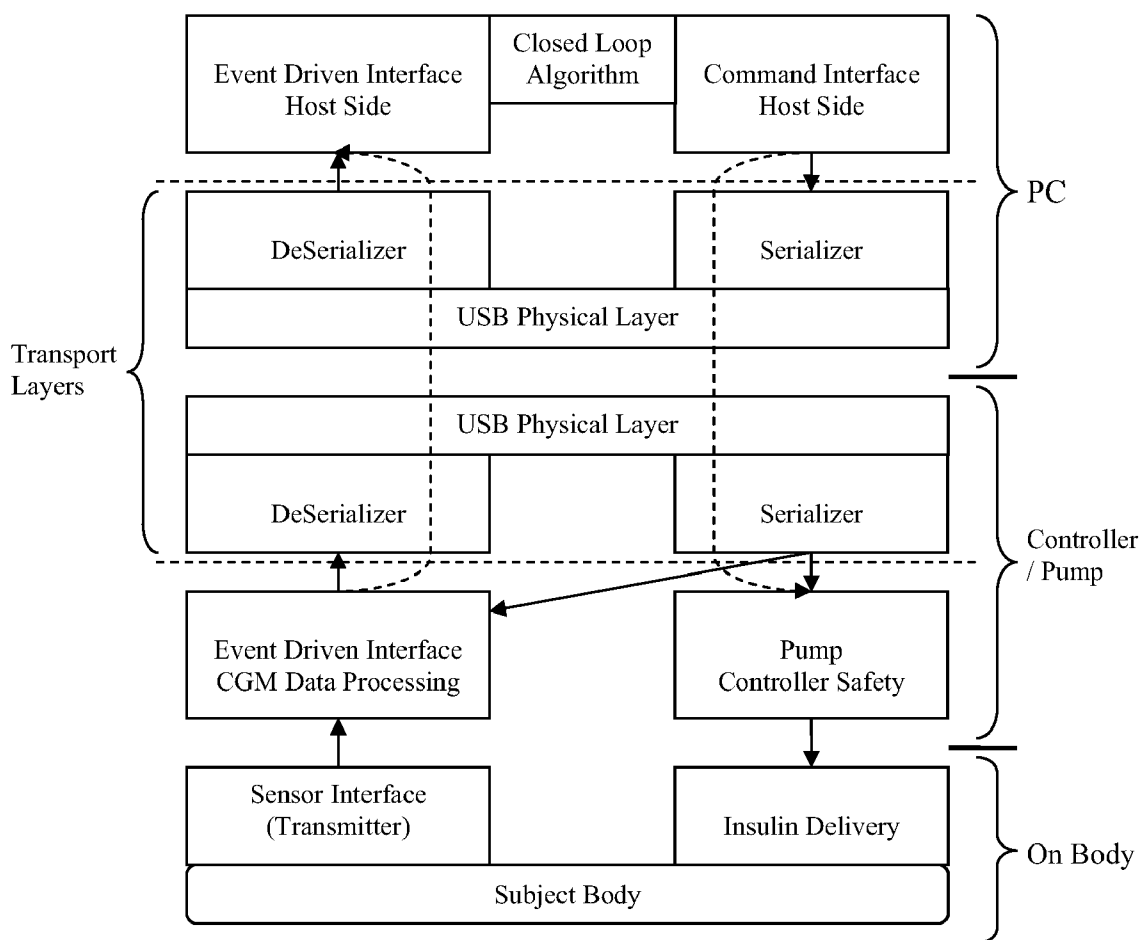 Event Driven Interface
Host Side
Closed Loop
Algorithm
Command Interface
Host Side
PC
DeSerializer
Serializer
USB Physical Layer
Transport
Layers
USB Physical Layer
DeSerializer
Serializer
Controller
/ Pump
Event Driven Interface
CGM Data Processing
Pump
Controller Safety
Sensor Interface
(Transmitter)
Insulin Delivery
On Body
Subject Body